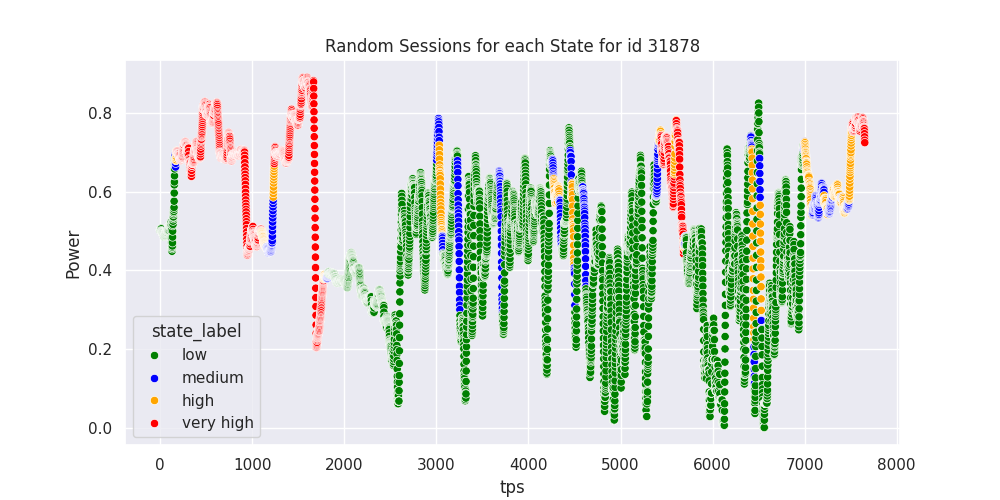 Random Sessions for each State for id 31878
Power
0.8
0.6
0.4
0.2
0.0
state_label
low
medium
high
very high
0 1000 2000 3000 4000 5000 6000 7000 8000
tps